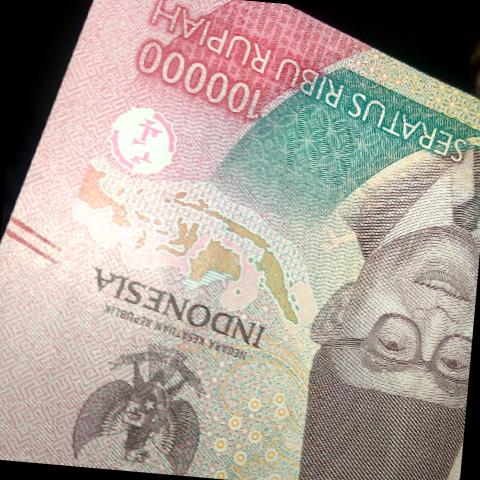 NEGARA KESATUAN REPUBLIK
INDONESIA
100000
SERATUS RIBU RUPIAH